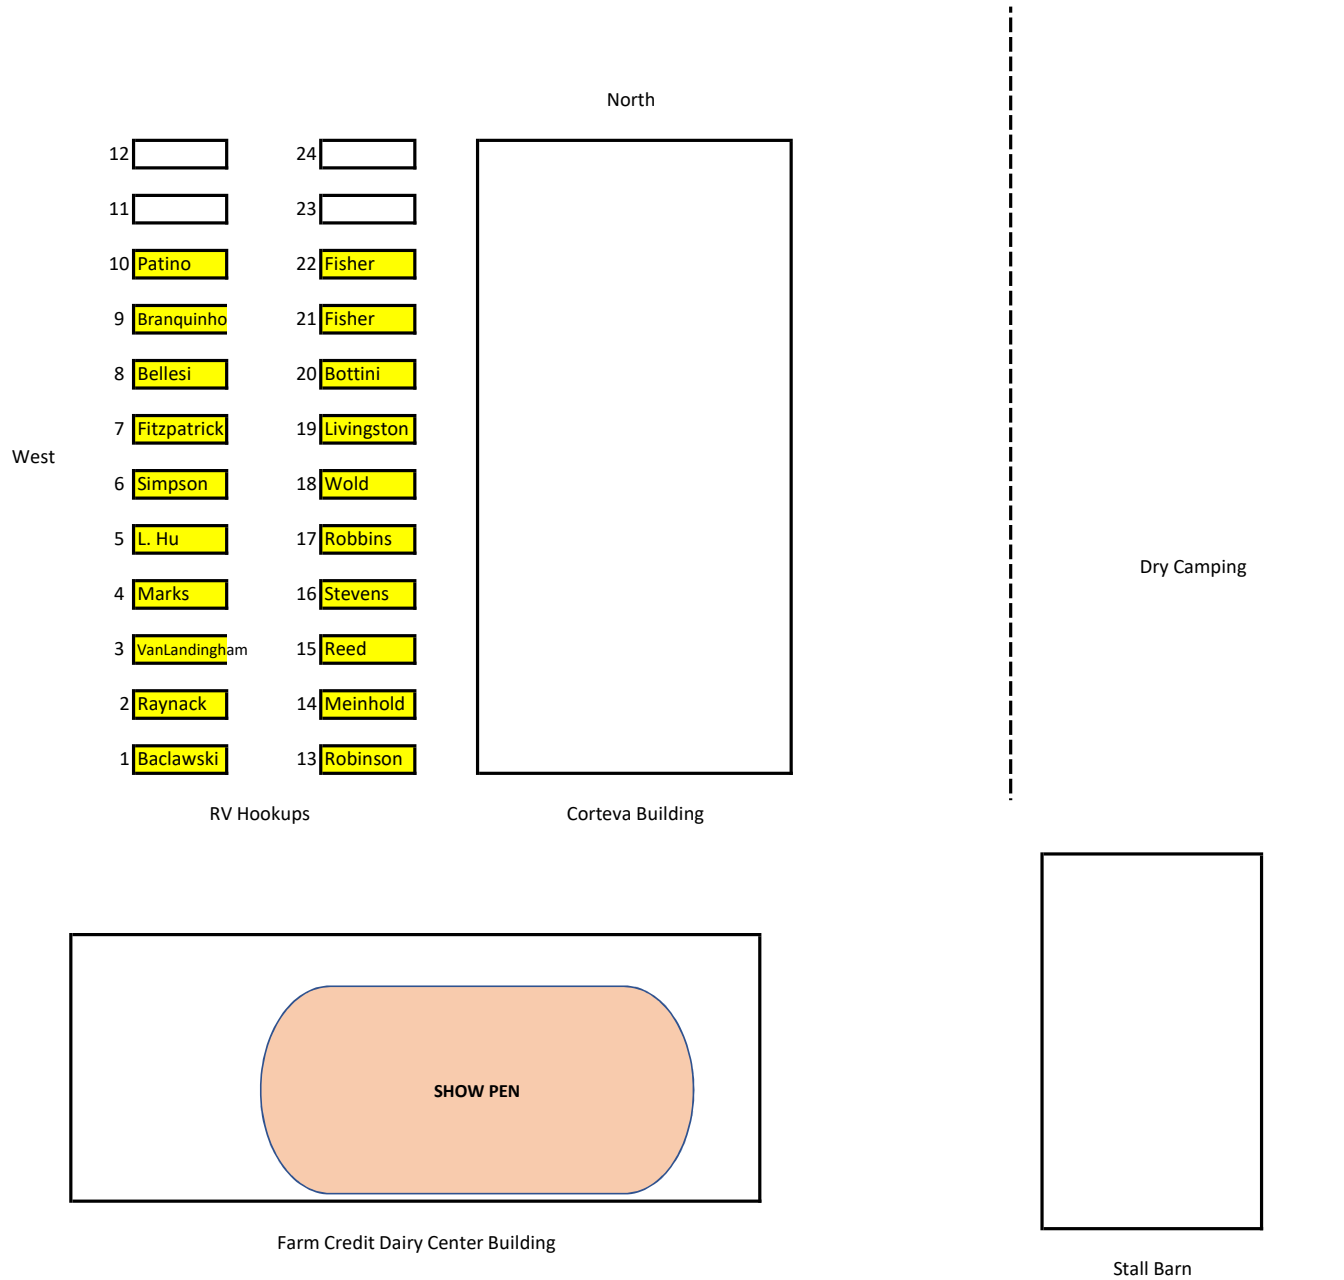 North
12 24
11 23
10 Patino 22 Fisher
9 Branquinho 21 Fisher
8 Bellesi 20 Bottini
7 Fitzpatrick 19 Livingston
West
6 Simpson 18 Wold
5 L. Hu 17 Robbins
Dry Camping
4 Marks 16 Stevens
3 VanLandingham 15 Reed
2 Raynack 14 Meinhold
1 Baclawski 13 Robinson
RV Hookups
Corteva Building
SHOW PEN
Farm Credit Dairy Center Building
Stall Barn